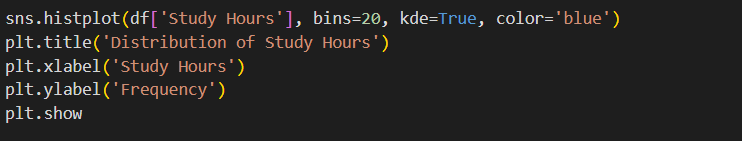 sns.histplot(df['Study Hours'], bins=20, kde=True, color='blue')
plt.title('Distribution of Study Hours')
plt.xlabel('Study Hours')
plt.ylabel('Frequency')
plt.show